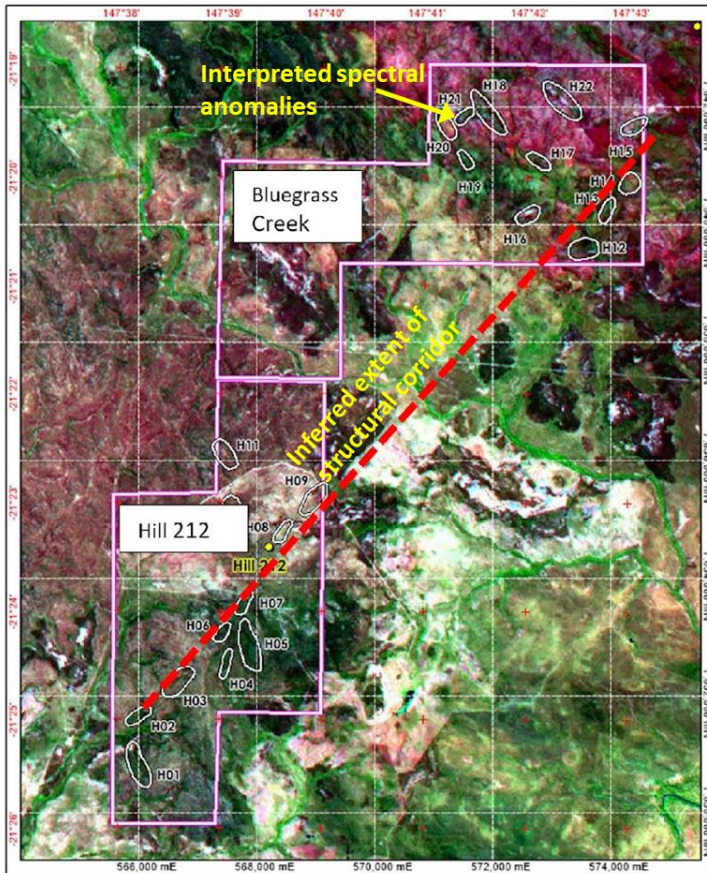 147°38' 147°39' 147°40' 147°42' 147°43'
-21°19'
Interpreted spectral
anomalies
H21
H18
H22
H20
H19
H17
H15
-21°20'
Bluegrass
Creek
H13
H16
H12
-21°21'
Inferred extent of
structural corridor
-21°22'
H11
-21°23'
H09
Hill 212
H08
-21°24'
H07
H06
H05
H04
H03
-21°25'
H02
H01
-21°26'
566,000 mE 568,000 mE 570,000 mE 572,000 mE 574,000 mE